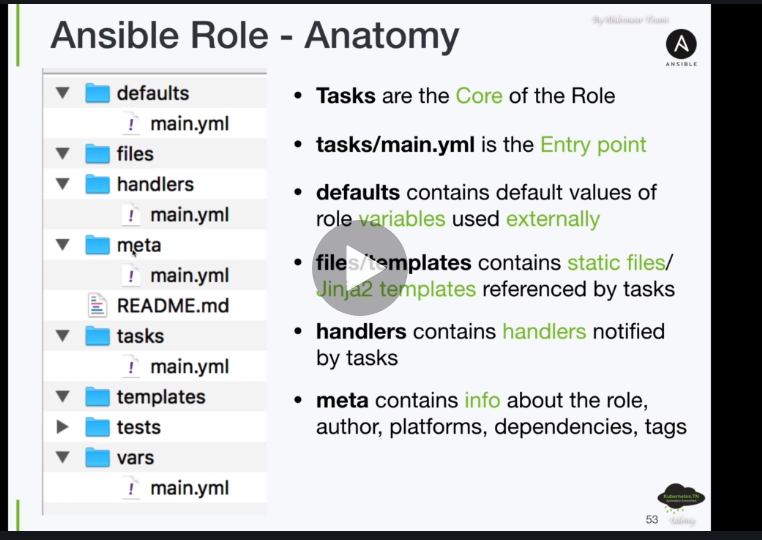 Ansible Role - Anatomy
ANSIBLE
defaults
main.yml
files
handlers
main.yml
meta
main.yml
README.md
tasks
main.yml
templates
tests
vars
main.yml
• Tasks are the Core of the Role
• tasks/main.yml is the Entry point
• defaults contains default values of
role variables used externally
• files/templates contains static files/
Jinja2 templates referenced by tasks
• handlers contains handlers notified
by tasks
• meta contains info about the role,
author, platforms, dependencies, tags
Kubernetes.TN
53
Udemy